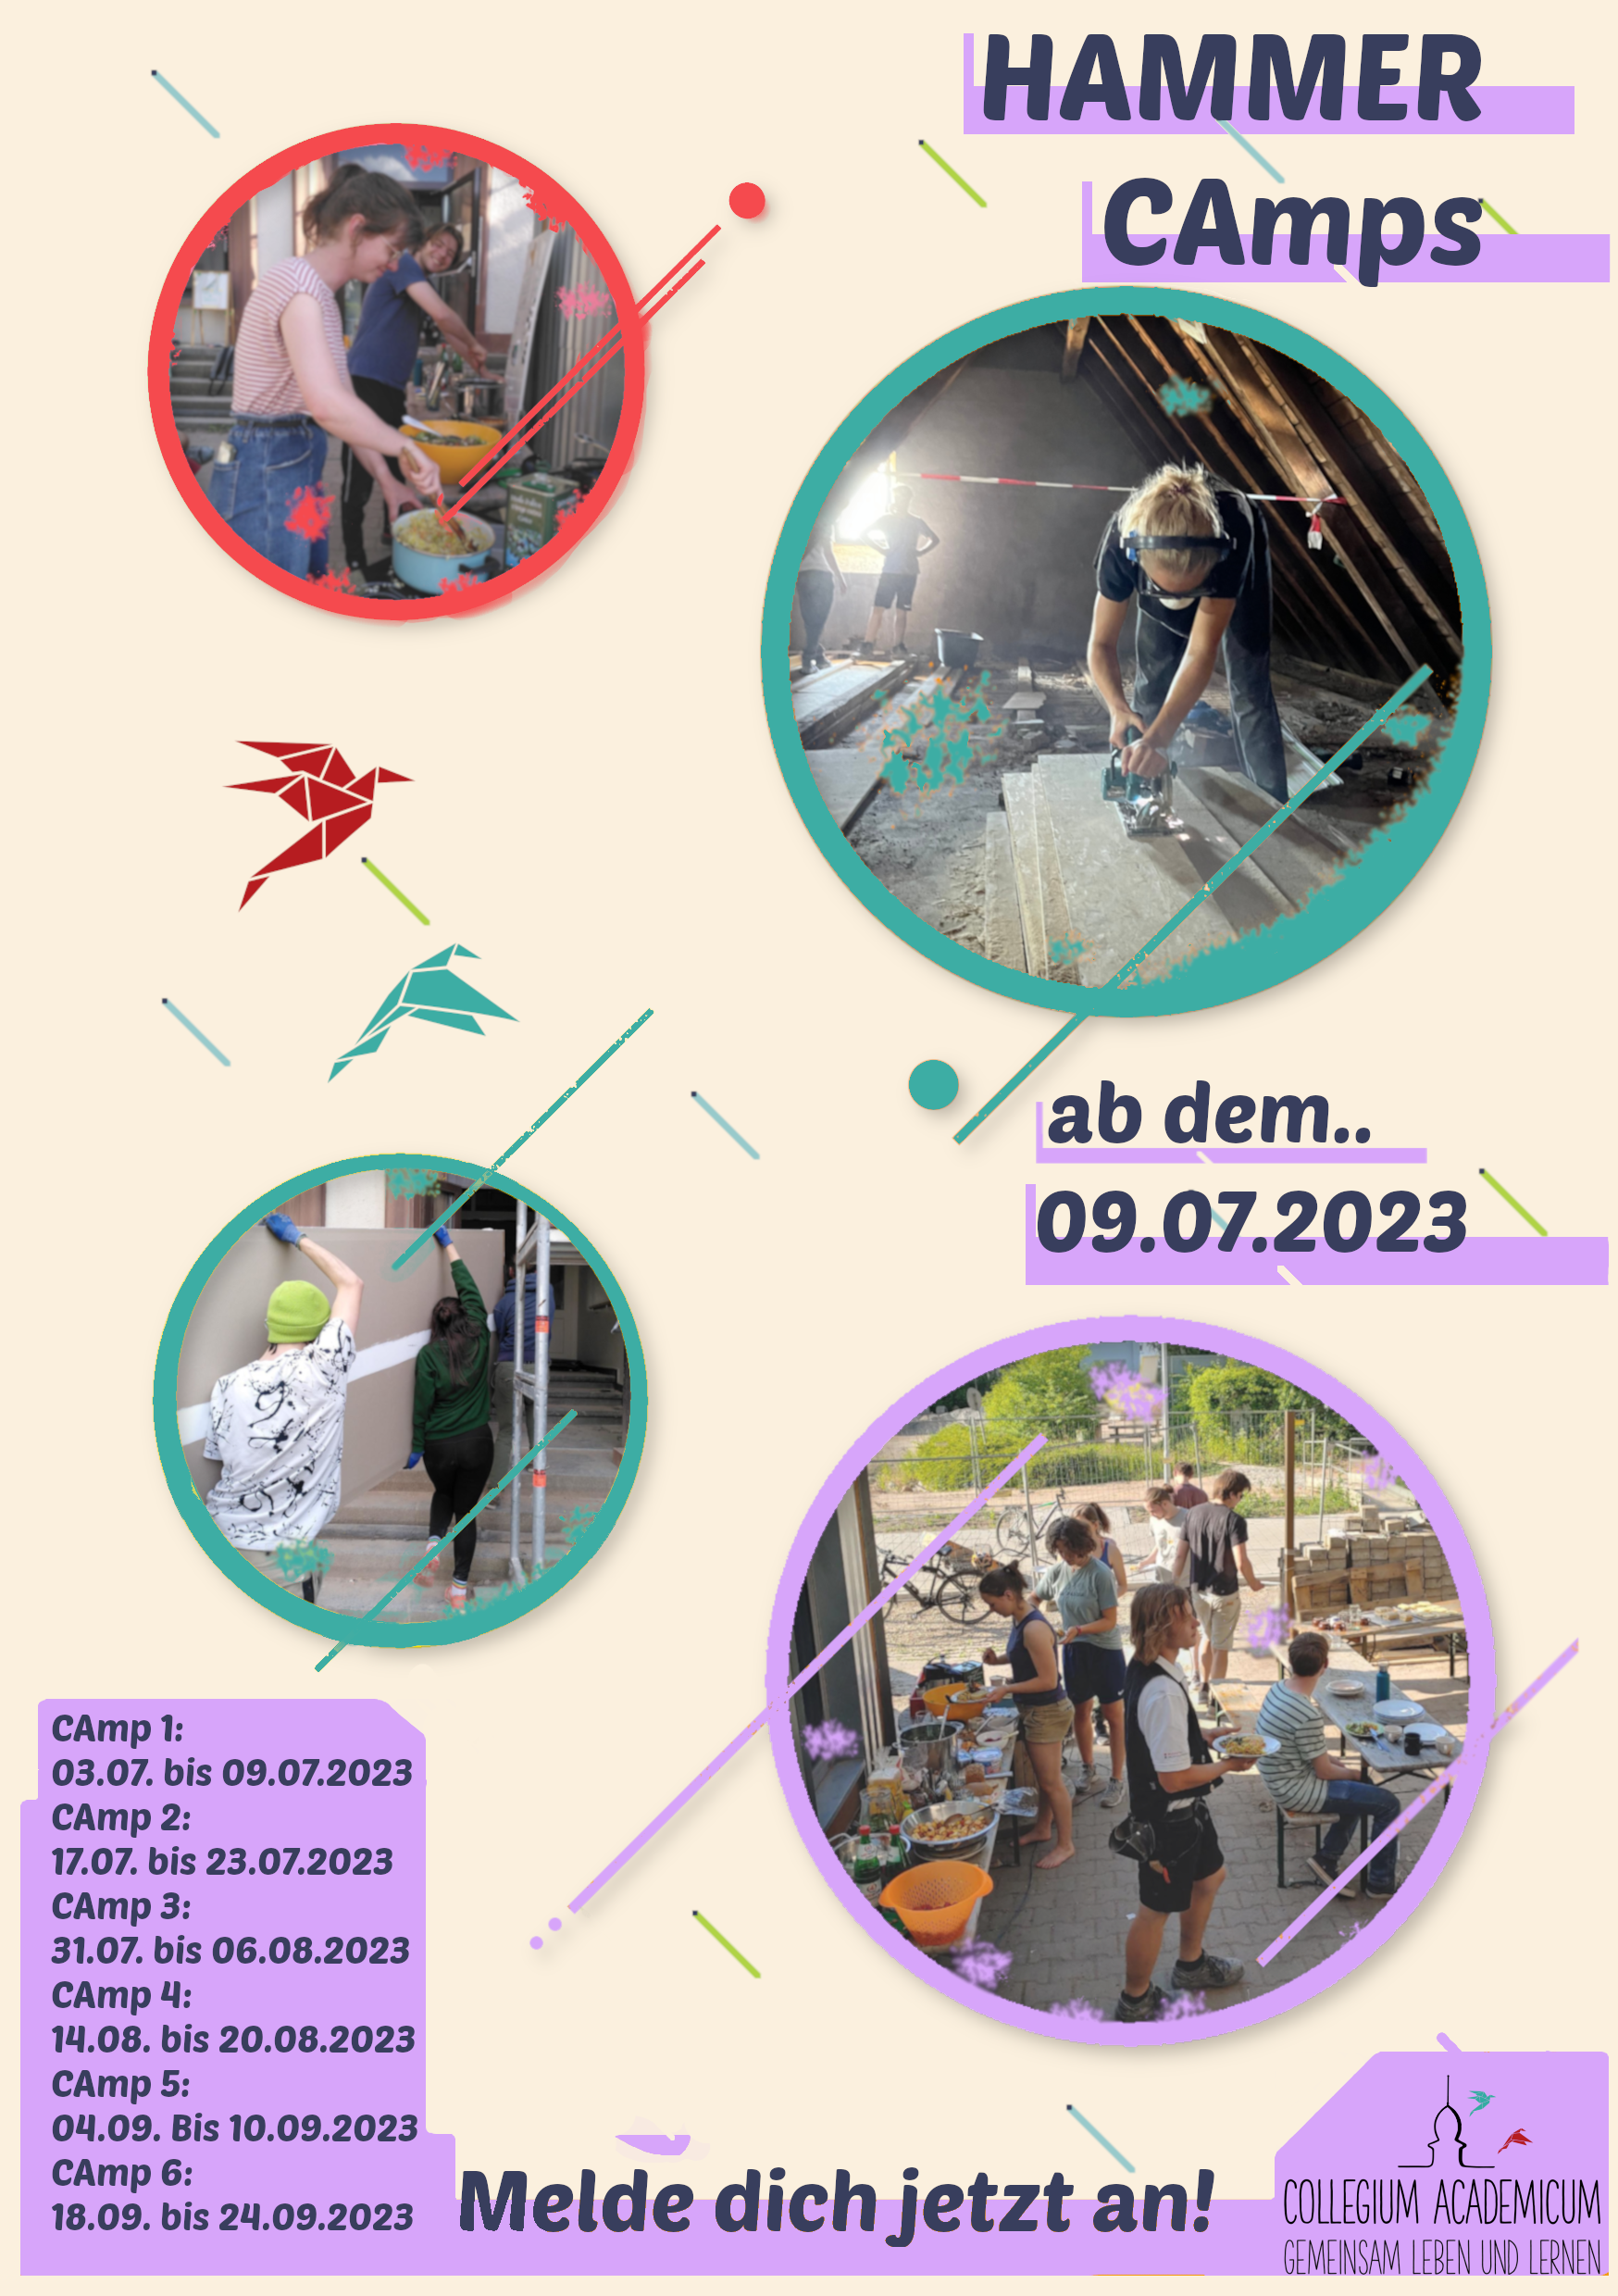 HAMMER
CAmps
ab dem..
09.07.2023
CAmp 1:
03.07. bis 09.07.2023
CAmp 2:
17.07. bis 23.07.2023
CAmp 3:
31.07. bis 06.08.2023
CAmp 4:
14.08. bis 20.08.2023
CAmp 5:
04.09. Bis 10.09.2023
CAmp 6:
18.09. bis 24.09.2023
Melde dich jetzt an!
COLLEGIUM ACADEMICUM
GEMEINSAM LEBEN UND LERNEN